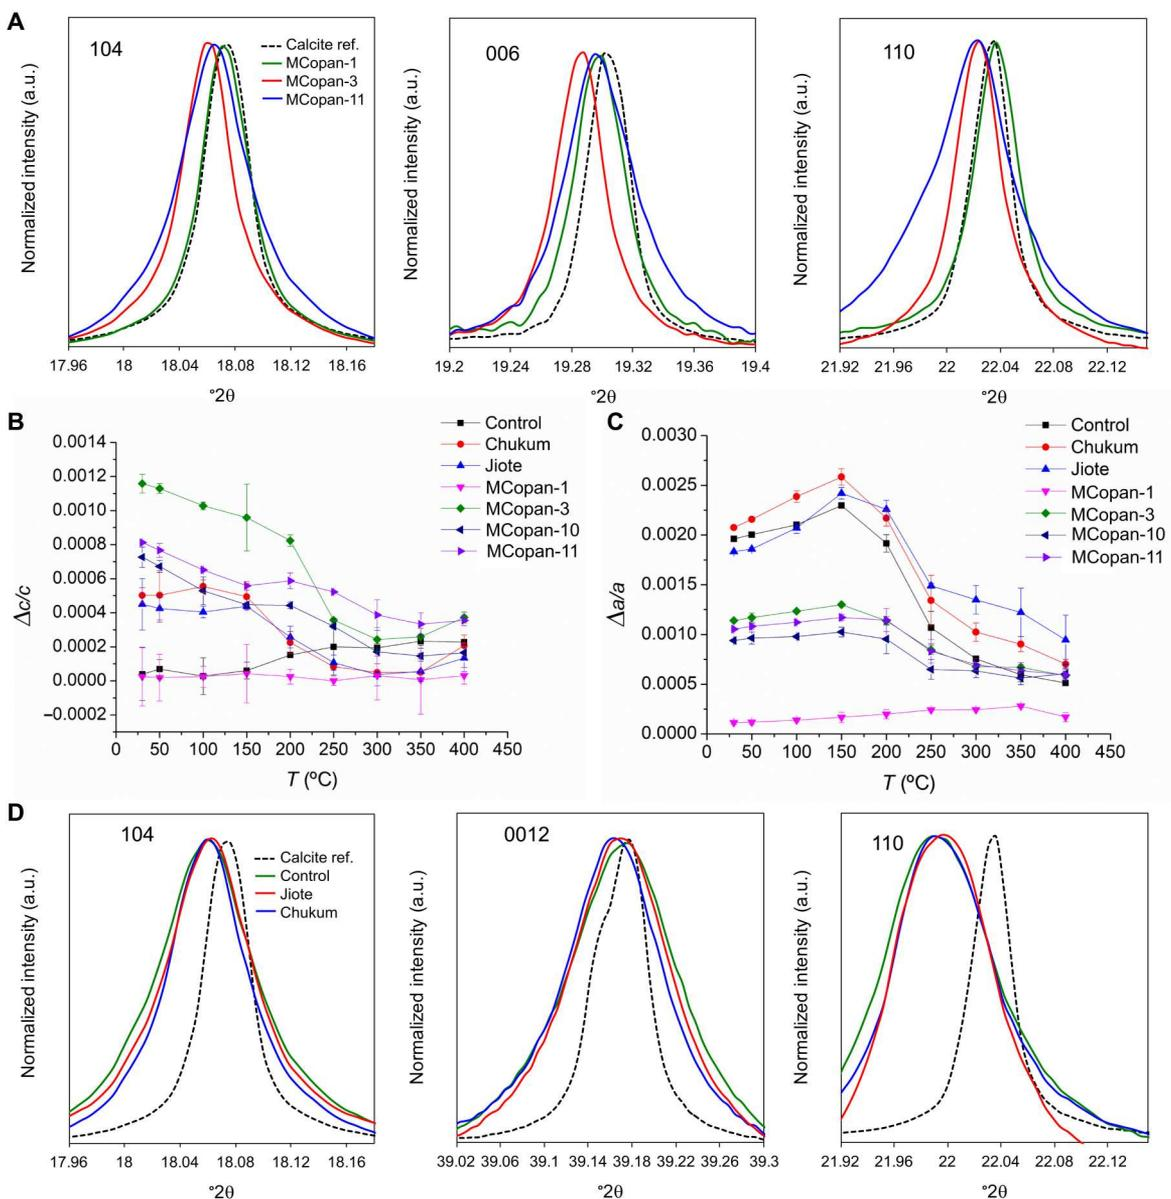 A
104
Calcite ref.
MCopan-1
MCopan-3
MCopan-11
Normalized intensity (a.u.)
17.96 18 18.04 18.08 18.12 18.16
°2θ
006
Normalized intensity (a.u.)
19.2 19.24 19.28 19.32 19.36 19.4
°2θ
110
Normalized intensity (a.u.)
21.92 21.96 22 22.04 22.08 22.12
°2θ
B
Control
Chukum
Jiote
MCopan-1
MCopan-3
MCopan-10
MCopan-11
0.0014
0.0012
0.0010
0.0008
0.0006
0.0004
0.0002
0.0000
–0.0002
Δc/c
0 50 100 150 200 250 300 350 400 450
T (ºC)
C
Control
Chukum
Jiote
MCopan-1
MCopan-3
MCopan-10
MCopan-11
0.0030
0.0025
0.0020
0.0015
0.0010
0.0005
0.0000
Δa/a
0 50 100 150 200 250 300 350 400 450
T (ºC)
D
104
Calcite ref.
Control
Jiote
Chukum
Normalized intensity (a.u.)
17.96 18 18.04 18.08 18.12 18.16
°2θ
0012
Normalized intensity (a.u.)
39.02 39.06 39.1 39.14 39.18 39.22 39.26 39.3
°2θ
110
Normalized intensity (a.u.)
21.92 21.96 22 22.04 22.08 22.12
°2θ